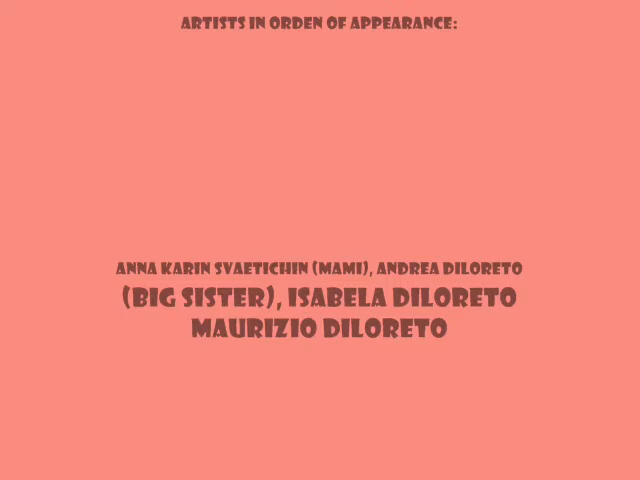 ARTISTS IN ORDEN OF APPEARANCE:
ANNA KARIN SVAETICHIN (MAMI), ANDREA DILORETO
(BIG SISTER), ISABELA DILORETO
MAURIZIO DILORETO